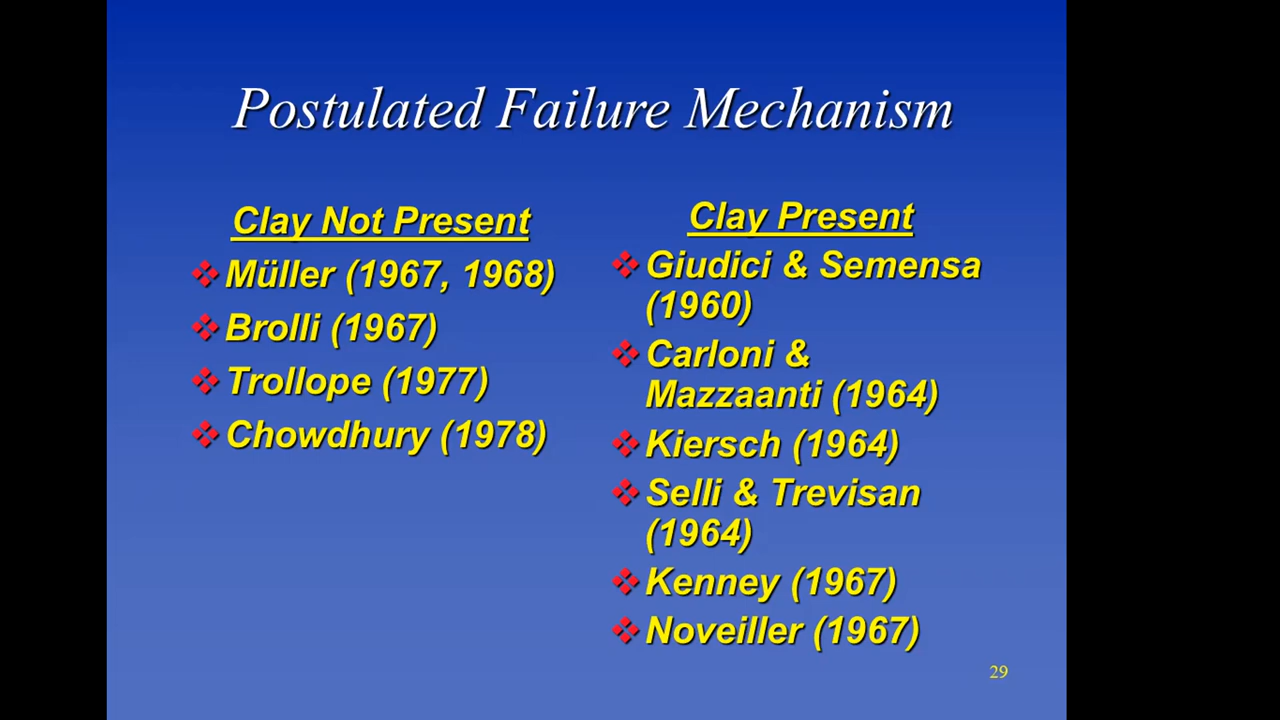 Postulated Failure Mechanism
Clay Not Present
Müller (1967, 1968)
Brolli (1967)
Trollope (1977)
Chowdhury (1978)
Clay Present
Giudici & Semensa
(1960)
Carloni &
Mazzaanti (1964)
Kiersch (1964)
Selli & Trevisan
(1964)
Kenney (1967)
Noveiller (1967)
29